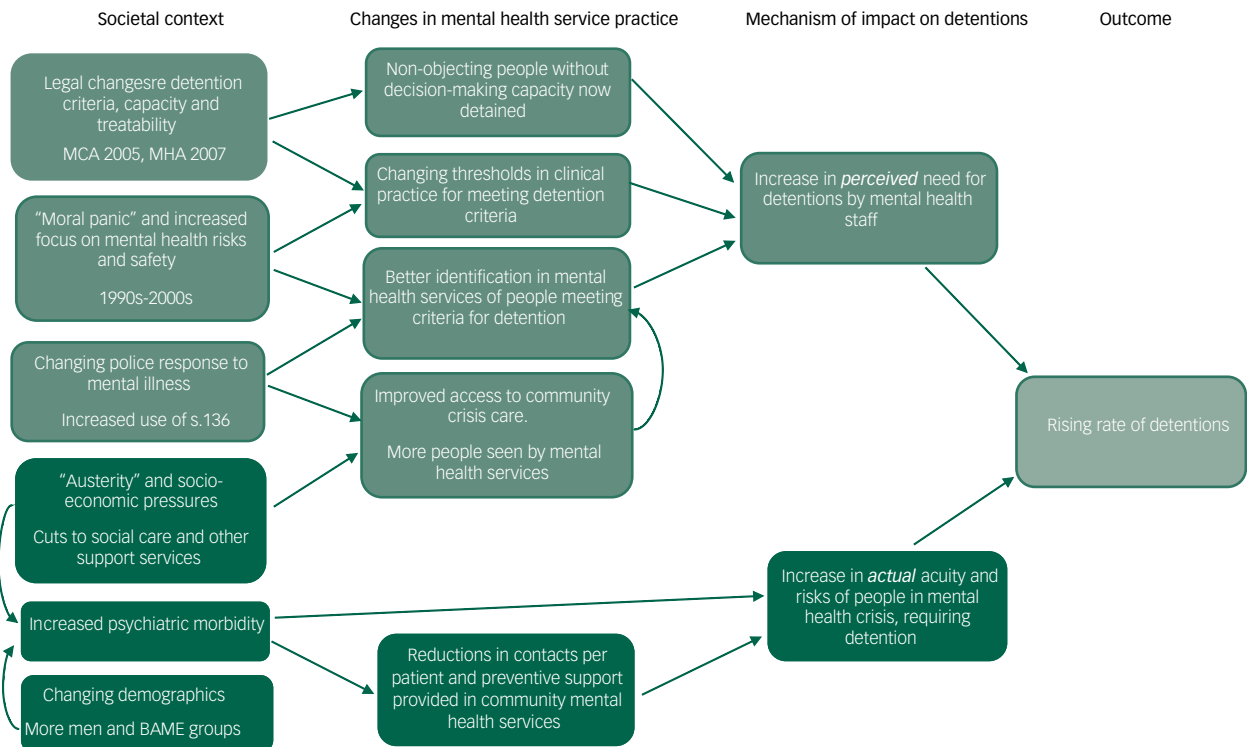 Societal context
Changes in mental health service practice
Mechanism of impact on detentions
Outcome
Legal changesre detention
criteria, capacity and
treatability
MCA 2005, MHA 2007
“Moral panic” and increased
focus on mental health risks
and safety
1990s-2000s
Changing police response to
mental illness
Increased use of s.136
“Austerity” and socio-
economic pressures
Cuts to social care and other
support services
Increased psychiatric morbidity
Changing demographics
More men and BAME groups
Non-objecting people without
decision-making capacity now
detained
Changing thresholds in clinical
practice for meeting detention
criteria
Better identification in mental
health services of people meeting
criteria for detention
Improved access to community
crisis care.
More people seen by mental
health services
Reductions in contacts per
patient and preventive support
provided in community mental
health services
Increase in perceived need for
detentions by mental health
staff
Increase in actual acuity and
risks of people in mental
health crisis, requiring
detention
Rising rate of detentions